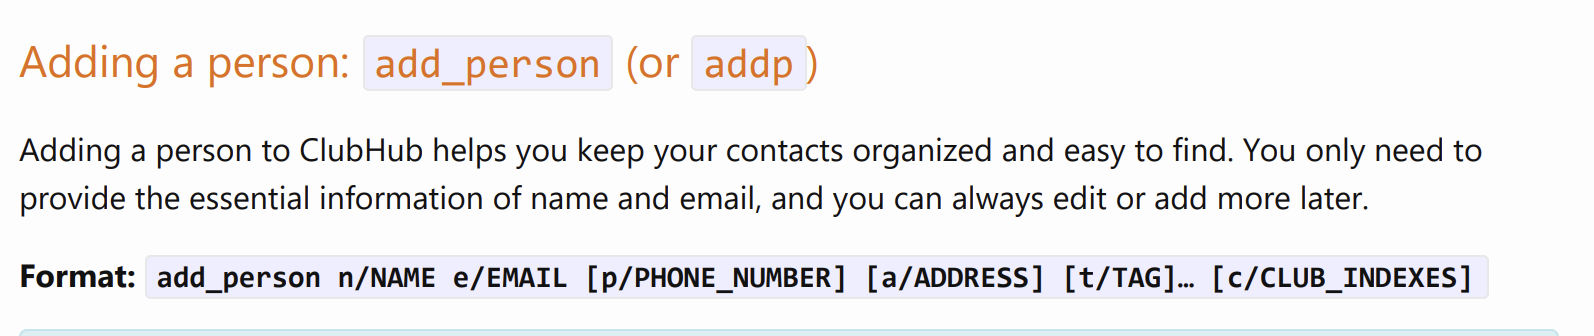 Adding a person: add_person (or addp)
Adding a person to ClubHub helps you keep your contacts organized and easy to find. You only need to
provide the essential information of name and email, and you can always edit or add more later.
Format: add_person n/NAME e/EMAIL [p/PHONE_NUMBER] [a/ADDRESS] [t/TAG]… [c/CLUB_INDEXES]